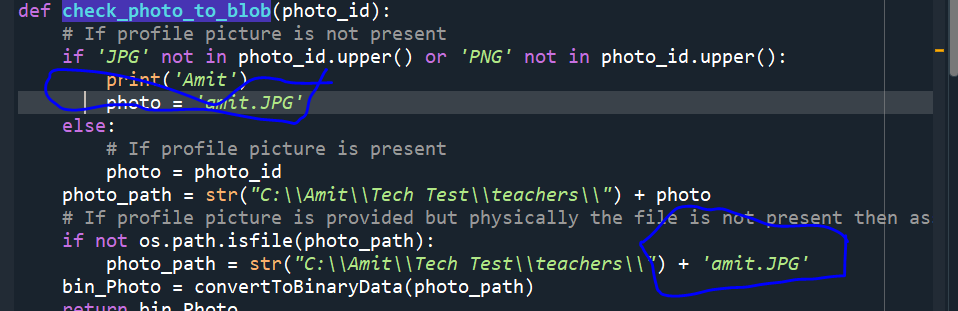 def check_photo_to_blob(photo_id):
# If profile picture is not present
if 'JPG' not in photo_id.upper() or 'PNG' not in photo_id.upper():
print('Amit')
photo = 'amit.JPG'
else:
# If profile picture is present
photo = photo_id
photo_path = str("C:\\Amit\\Tech Test\\teachers\\") + photo
# If profile picture is provided but physically the file is not present then as
if not os.path.isfile(photo_path):
photo_path = str("C:\\Amit\\Tech Test\\teachers\\") + 'amit.JPG'
bin_Photo = convertToBinaryData(photo_path)
return bin_Photo